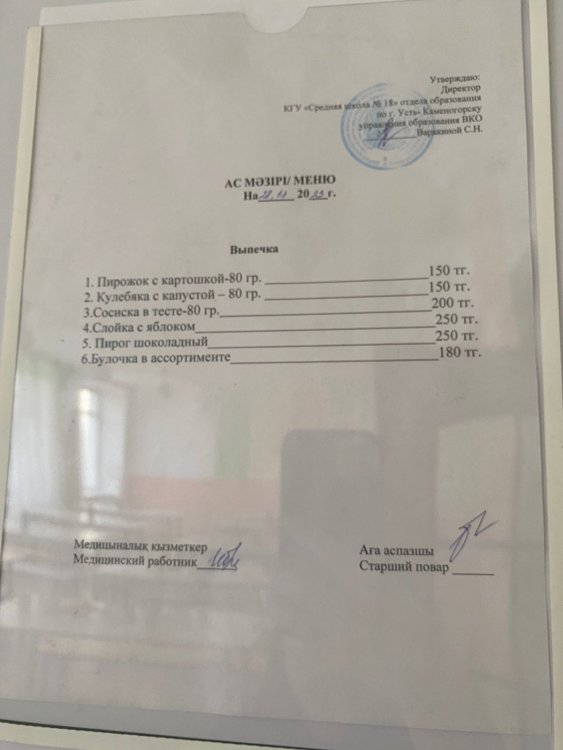 Утверждаю:
Директор
КГУ «Средняя школа № 18» отдела образования
по г. Усть- Каменогорску
управления образования ВКО
Варакиной С.Н.
АС МӘЗІРІ/ МЕНЮ
На 20 г.
Выпечка
1. Пирожок с картошкой-80 гр. 150 тг.
2. Кулебяка с капустой – 80 гр. 150 тг.
3.Сосиска в тесте-80 гр. 200 тг.
4.Слойка с яблоком 250 тг.
5. Пирог шоколадный 250 тг.
6.Булочка в ассортименте 180 тг.
Медициналық қызметкер
Медицинский работник
Аға аспазшы
Старший повар